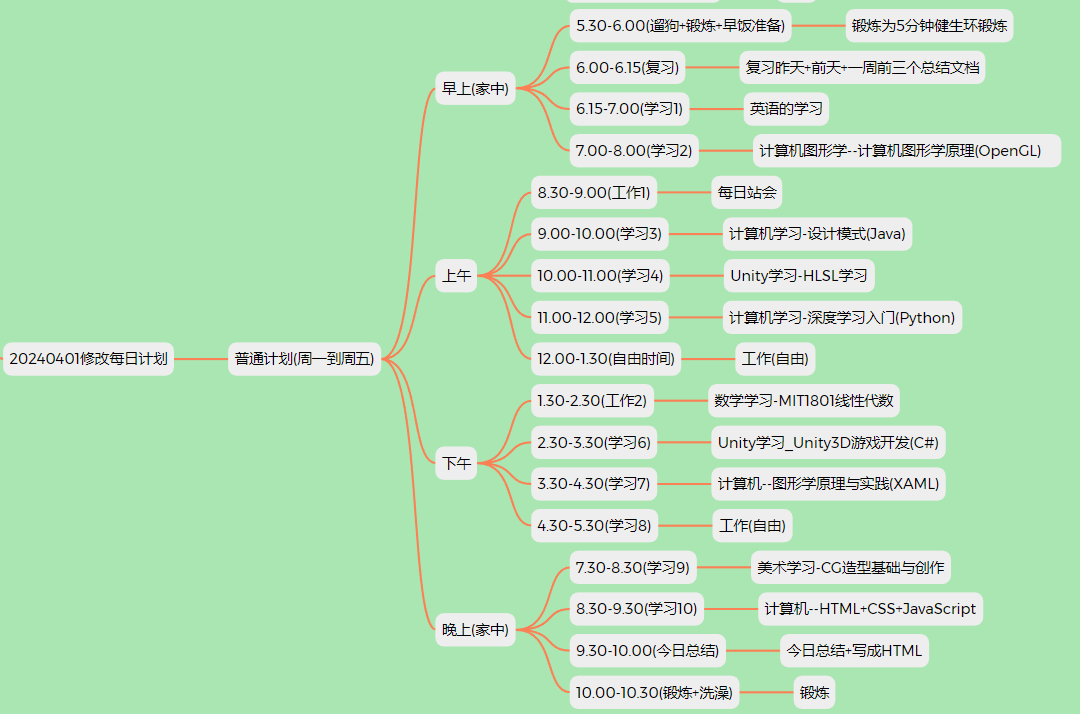 20240401修改每日计划
普通计划(周一到周五)
早上(家中)
5.30-6.00(遛狗+锻炼+早饭准备)
锻炼为5分钟健生环锻炼
6.00-6.15(复习)
复习昨天+前天+一周前三个总结文档
6.15-7.00(学习1)
英语的学习
7.00-8.00(学习2)
计算机图形学--计算机图形学原理(OpenGL)
上午
8.30-9.00(工作1)
每日站会
9.00-10.00(学习3)
计算机学习-设计模式(Java)
10.00-11.00(学习4)
Unity学习-HLSL学习
11.00-12.00(学习5)
计算机学习-深度学习入门(Python)
12.00-1.30(自由时间)
工作(自由)
下午
1.30-2.30(工作2)
数学学习-MIT1801线性代数
2.30-3.30(学习6)
Unity学习_Unity3D游戏开发(C#)
3.30-4.30(学习7)
计算机--图形学原理与实践(XAML)
4.30-5.30(学习8)
工作(自由)
晚上(家中)
7.30-8.30(学习9)
美术学习-CG造型基础与创作
8.30-9.30(学习10)
计算机--HTML+CSS+JavaScript
9.30-10.00(今日总结)
今日总结+写成HTML
10.00-10.30(锻炼+洗澡)
锻炼